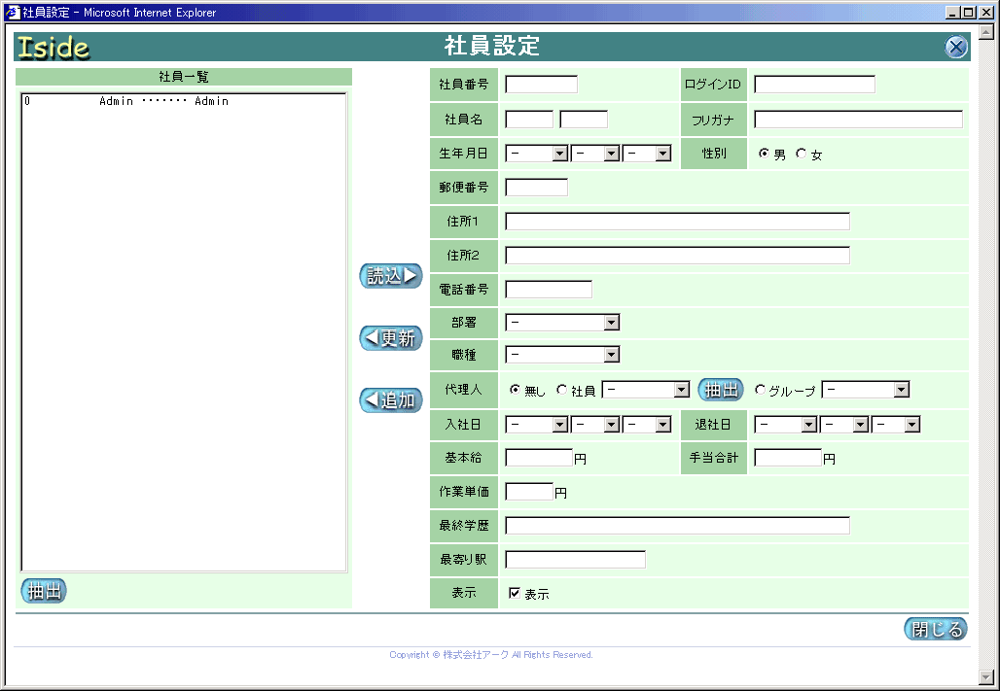 社員設定 - Microsoft Internet Explorer
Iside
社員設定
社員一覧
0 Admin ······· Admin
抽出
読込
更新
追加
社員番号
ログインID
社員名
フリガナ
生年月日 - - -
性別 男 女
郵便番号
住所1
住所2
電話番号
部署 -
職種 -
代理人 無し 社員 - 抽出 グループ -
入社日 - - -
退社日 - - -
基本給 円
手当合計 円
作業単価 円
最終学歴
最寄り駅
表示 表示
閉じる
Copyright © 株式会社アーク All Rights Reserved.